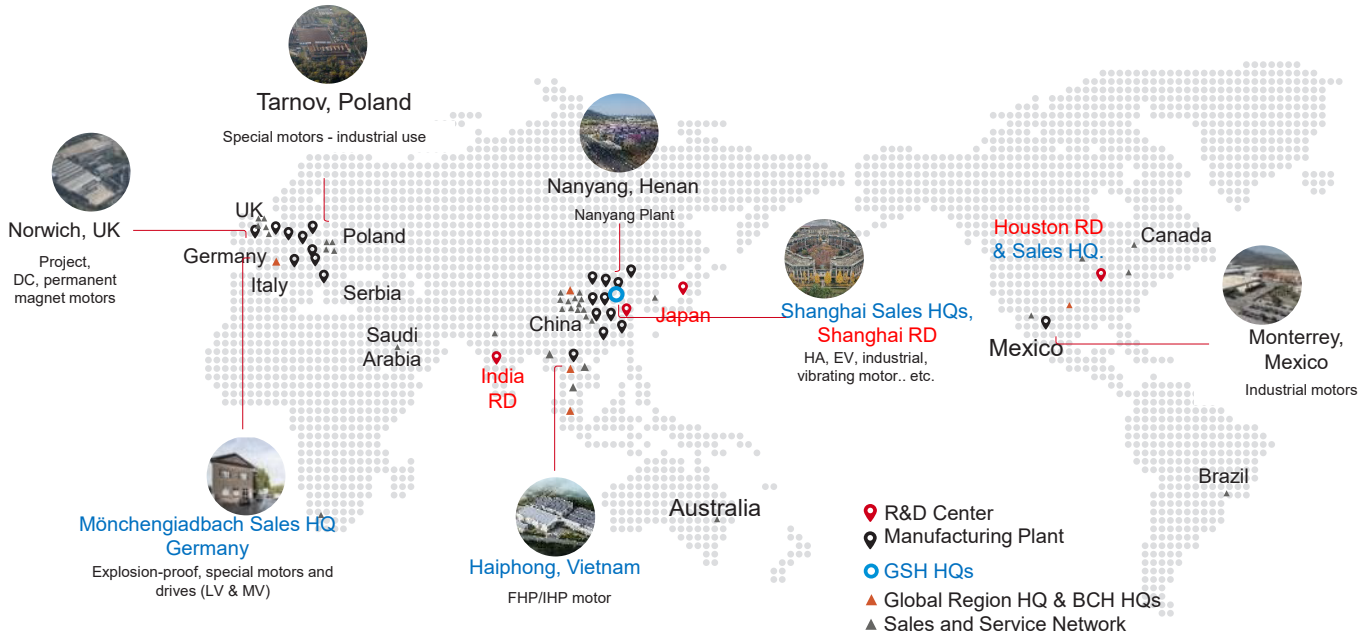 Tarnov, Poland
Special motors - industrial use
Nanyang, Henan
Nanyang Plant
UK
Norwich, UK
Project,
DC, permanent
magnet motors
Poland
Germany
Italy
Serbia
Saudi
Arabia
China
Japan
India
RD
Shanghai Sales HQs,
Shanghai RD
HA, EV, industrial,
vibrating motor.. etc.
Houston RD
& Sales HQ.
Canada
Mexico
Monterrey,
Mexico
Industrial motors
Brazil
Australia
Mönchengiadbach Sales HQ
Germany
Explosion-proof, special motors and
drives (LV & MV)
Haiphong, Vietnam
FHP/IHP motor
R&D Center
Manufacturing Plant
GSH HQs
Global Region HQ & BCH HQs
Sales and Service Network